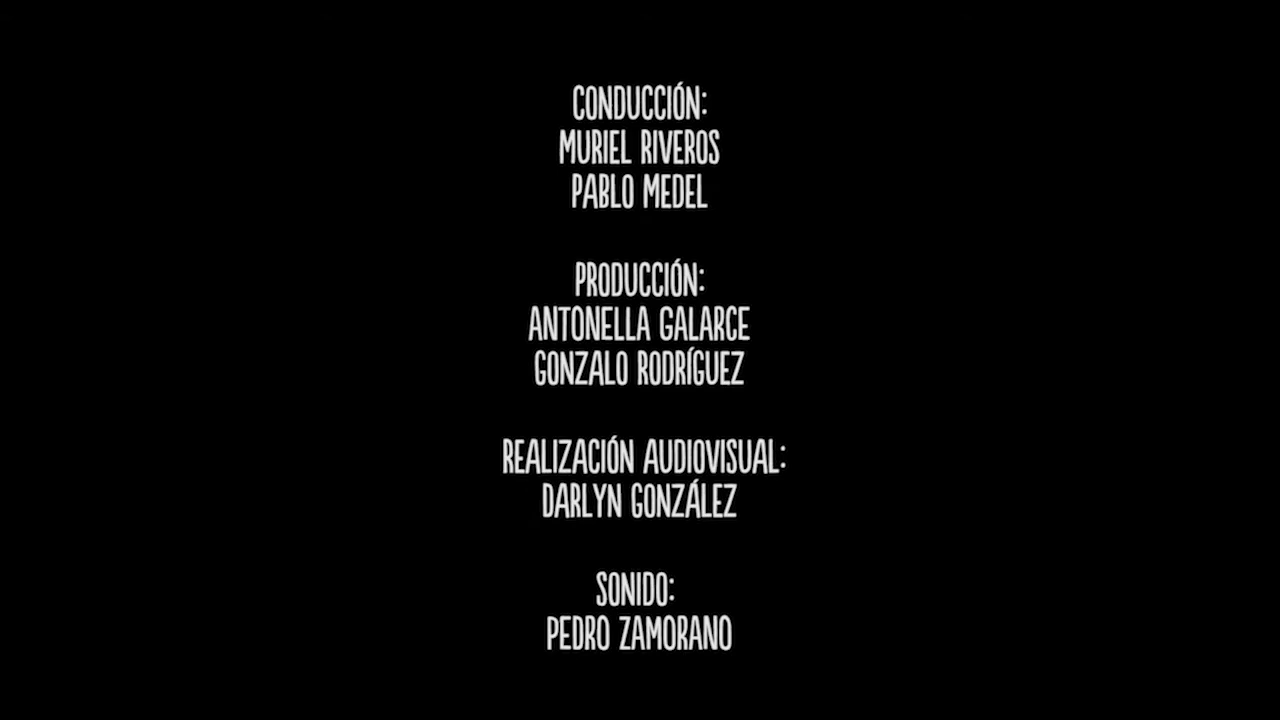 CONDUCCIÓN:
MURIEL RIVEROS
PABLO MEDEL
PRODUCCIÓN:
ANTONELLA GALARCE
GONZALO RODRÍGUEZ
REALIZACIÓN AUDIOVISUAL:
DARLYN GONZÁLEZ
SONIDO:
PEDRO ZAMORANO